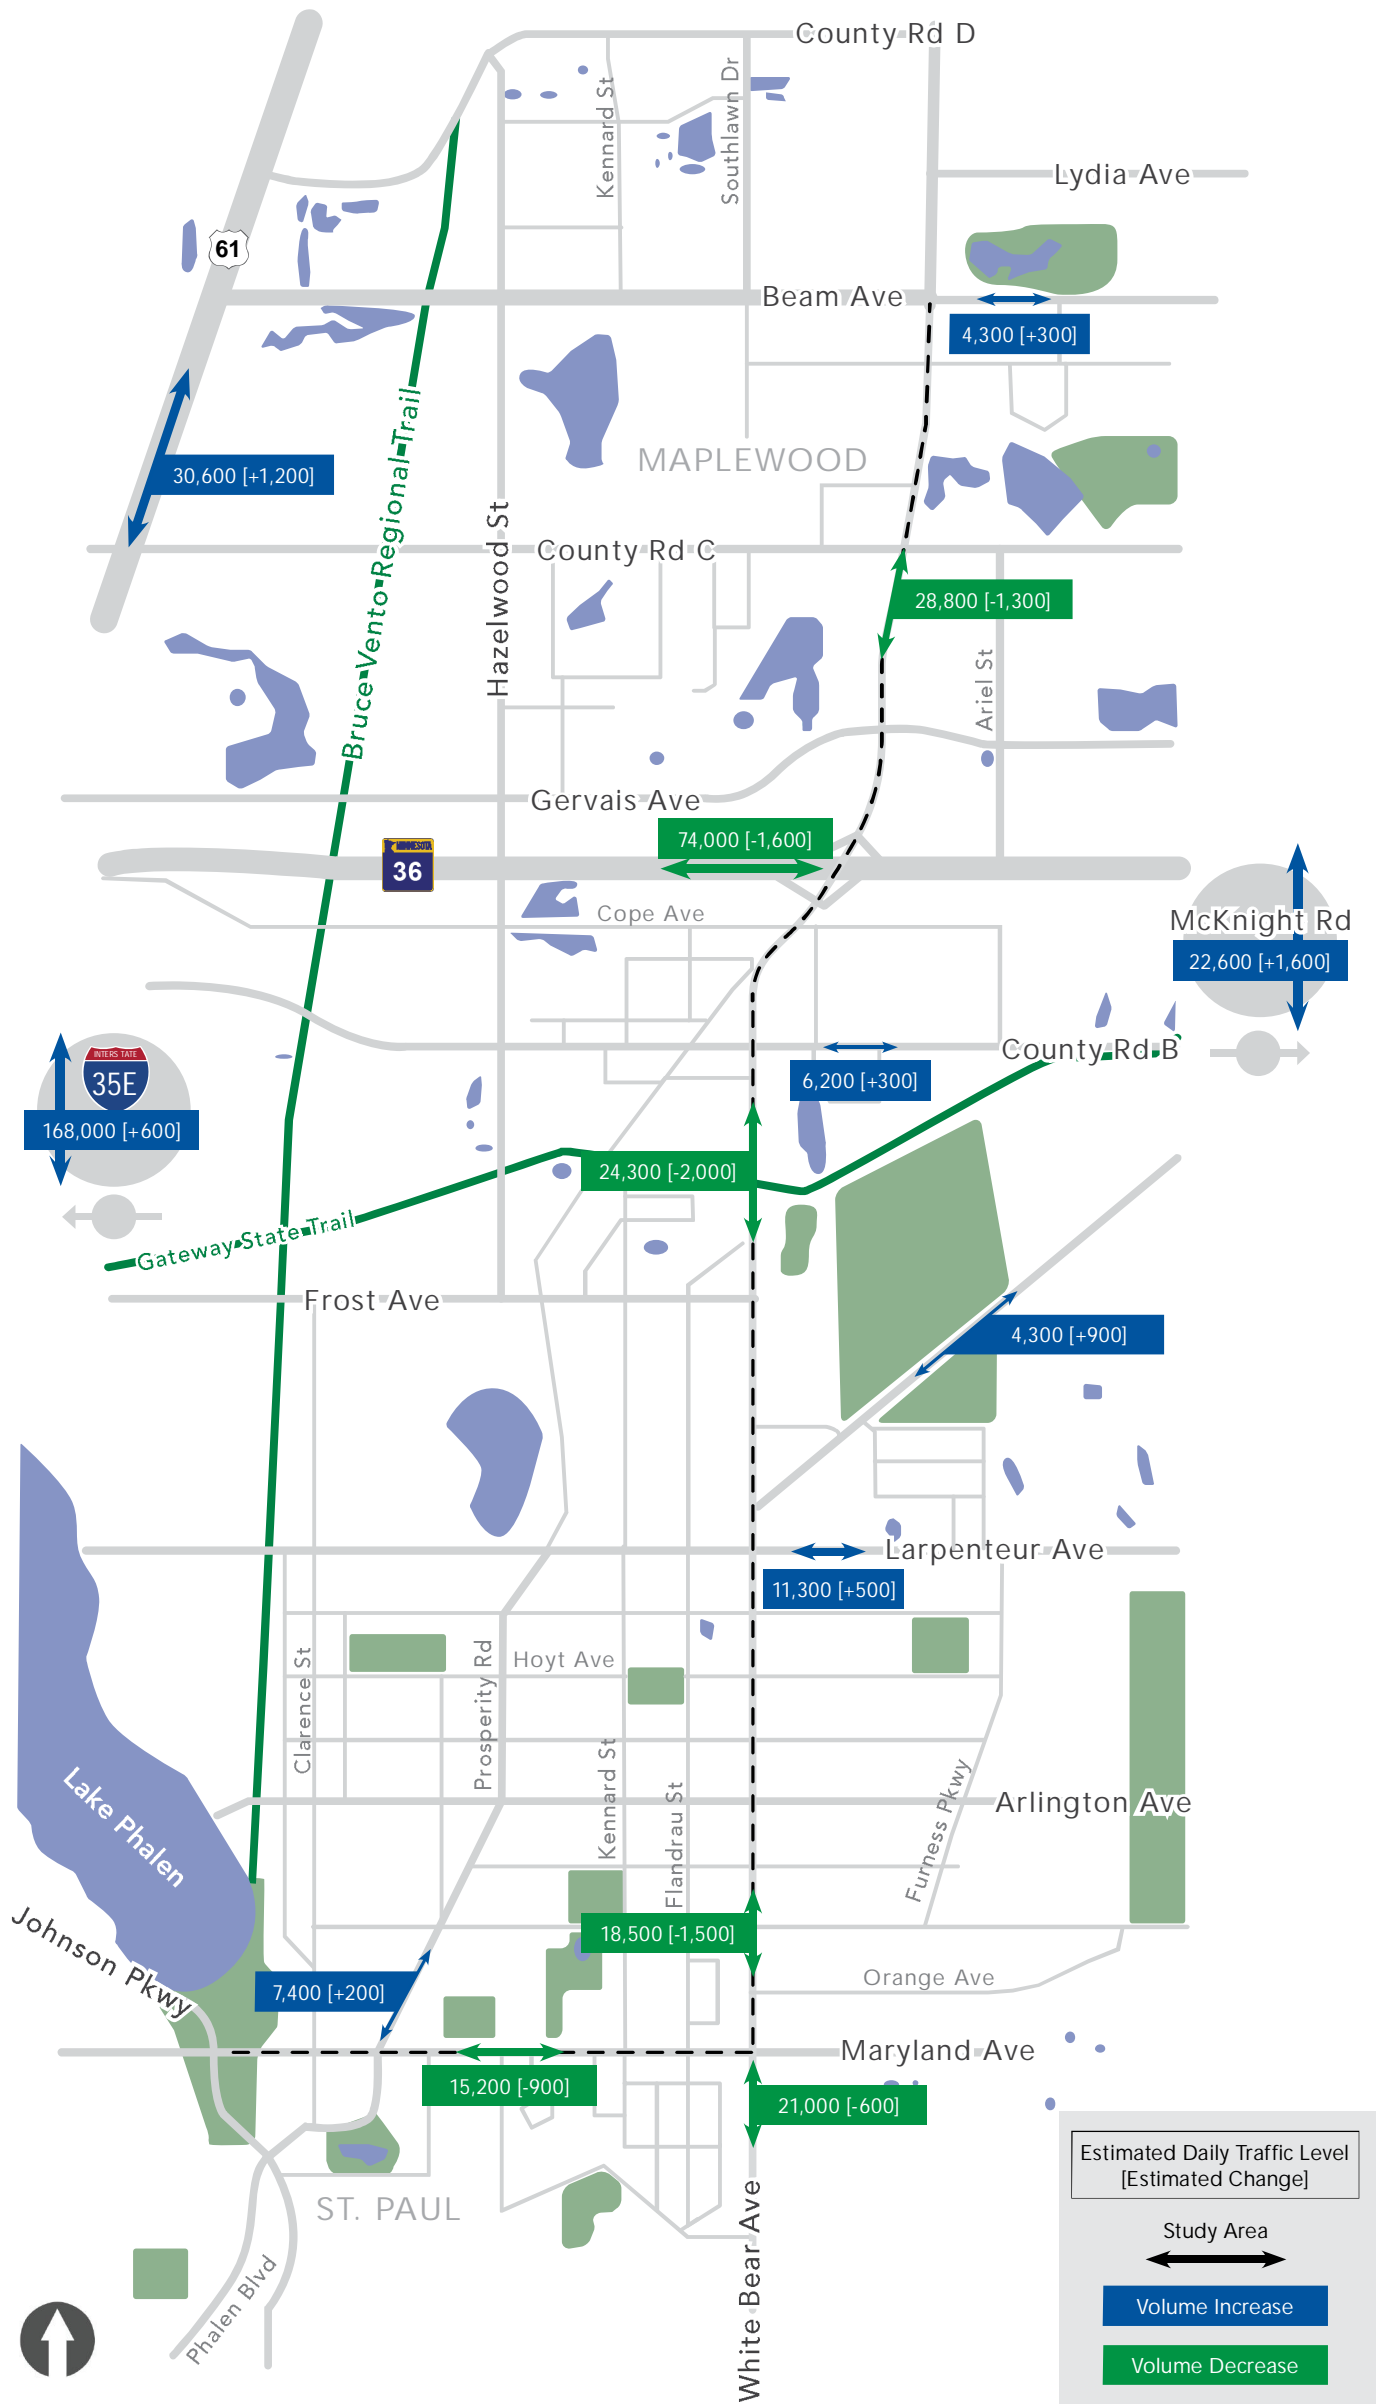 County Rd D
Kennard St
Southlawn Dr
Lydia Ave
61
Beam Ave
4,300 [+300]
Bruce Vento Regional Trail
MAPLEWOOD
30,600 [+1,200]
Hazelwood St
County Rd C
28,800 [-1,300]
Ariel St
Gervais Ave
74,000 [-1,600]
MINNESOTA
36
Cope Ave
McKnight Rd
22,600 [+1,600]
INTERSTATE
35E
168,000 [+600]
County Rd B
6,200 [+300]
24,300 [-2,000]
Gateway State Trail
Frost Ave
4,300 [+900]
Larpenteur Ave
11,300 [+500]
Clarence St
Prosperity Rd
Hoyt Ave
Kennard St
Flandrau St
Furness Pkwy
Arlington Ave
Lake Phalen
Johnson Pkwy
18,500 [-1,500]
7,400 [+200]
Orange Ave
Maryland Ave
15,200 [-900]
21,000 [-600]
ST. PAUL
Phalen Blvd
White Bear Ave
Estimated Daily Traffic Level
[Estimated Change]
Study Area
Volume Increase
Volume Decrease